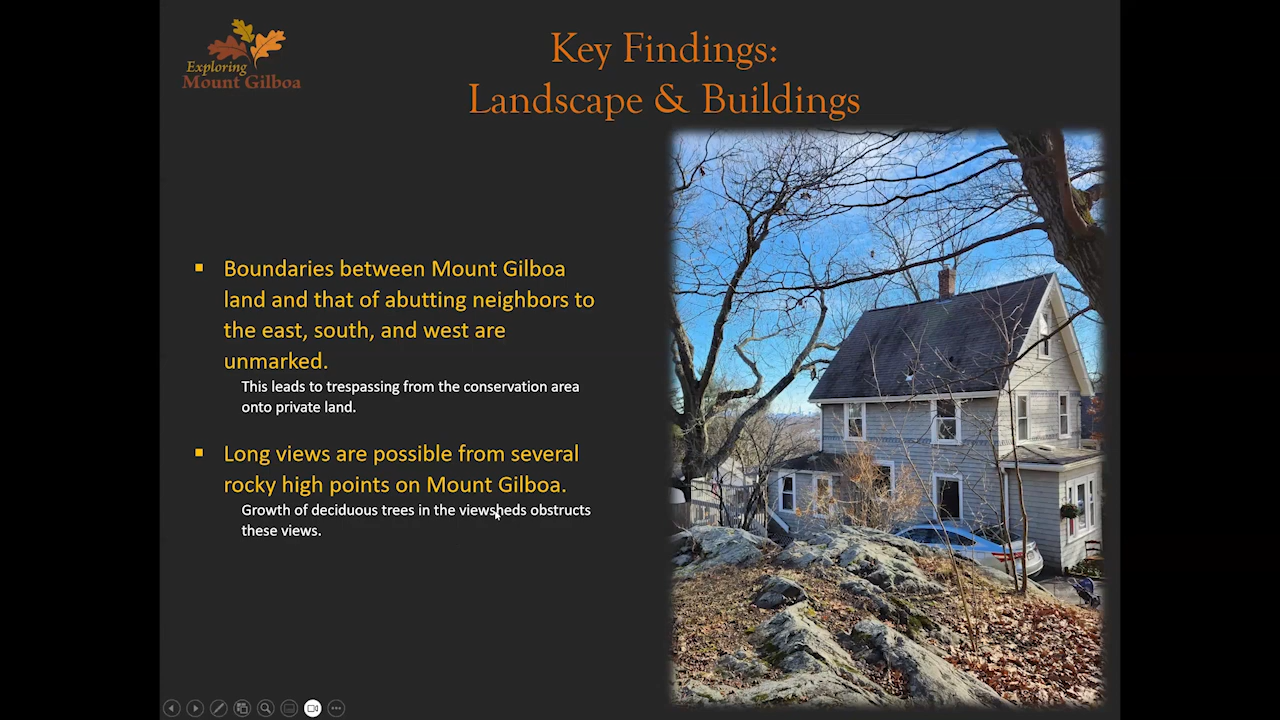 Exploring
Mount Gilboa
Key Findings:
Landscape & Buildings
Boundaries between Mount Gilboa
land and that of abutting neighbors to
the east, south, and west are
unmarked.
This leads to trespassing from the conservation area
onto private land.
Long views are possible from several
rocky high points on Mount Gilboa.
Growth of deciduous trees in the viewsheds obstructs
these views.